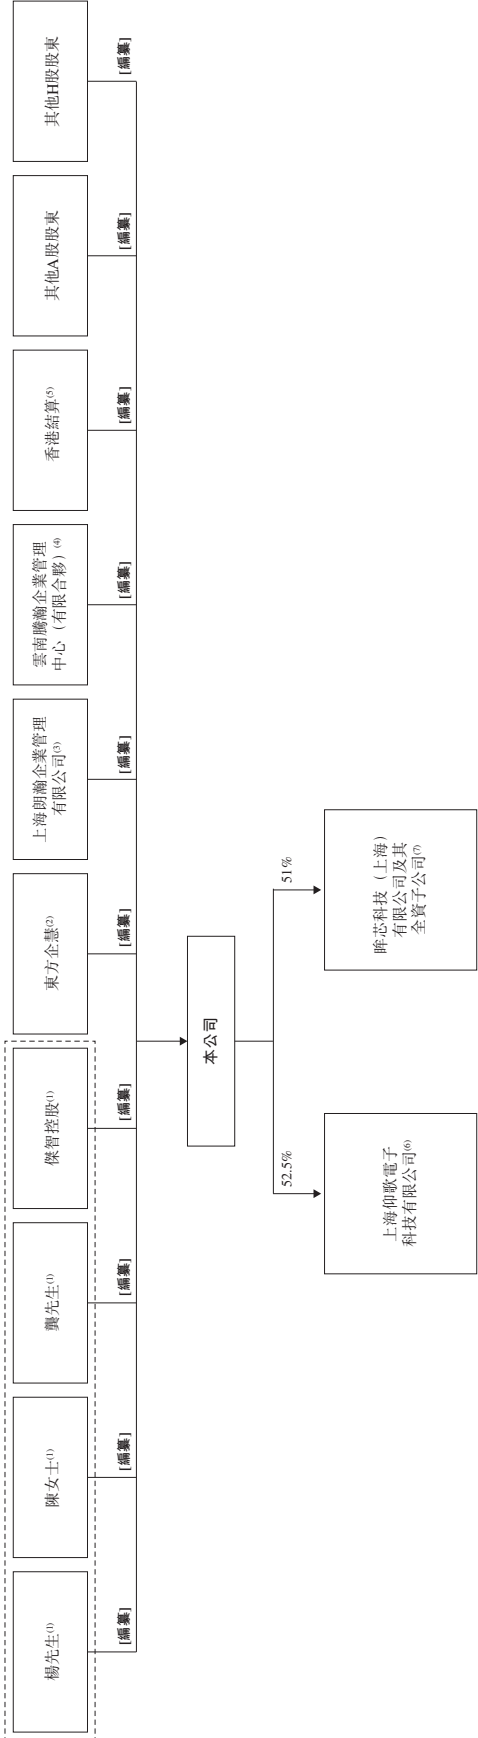 楊先生(1)
陳女士(1)
龔先生(1)
傑智控股(1)
東方企慧(2)
上海朗瀚企業管理
有限公司(3)
雲南騰瀚企業管理
中心（有限合夥）(4)
香港結算(5)
其他A股股東
其他H股股東
[編纂]
[編纂]
[編纂]
[編纂]
[編纂]
[編纂]
[編纂]
[編纂]
[編纂]
[編纂]
本公司
52.5%
51%
上海仰歌電子
科技有限公司(6)
眸芯科技（上海）
有限公司及其
全資子公司(7)